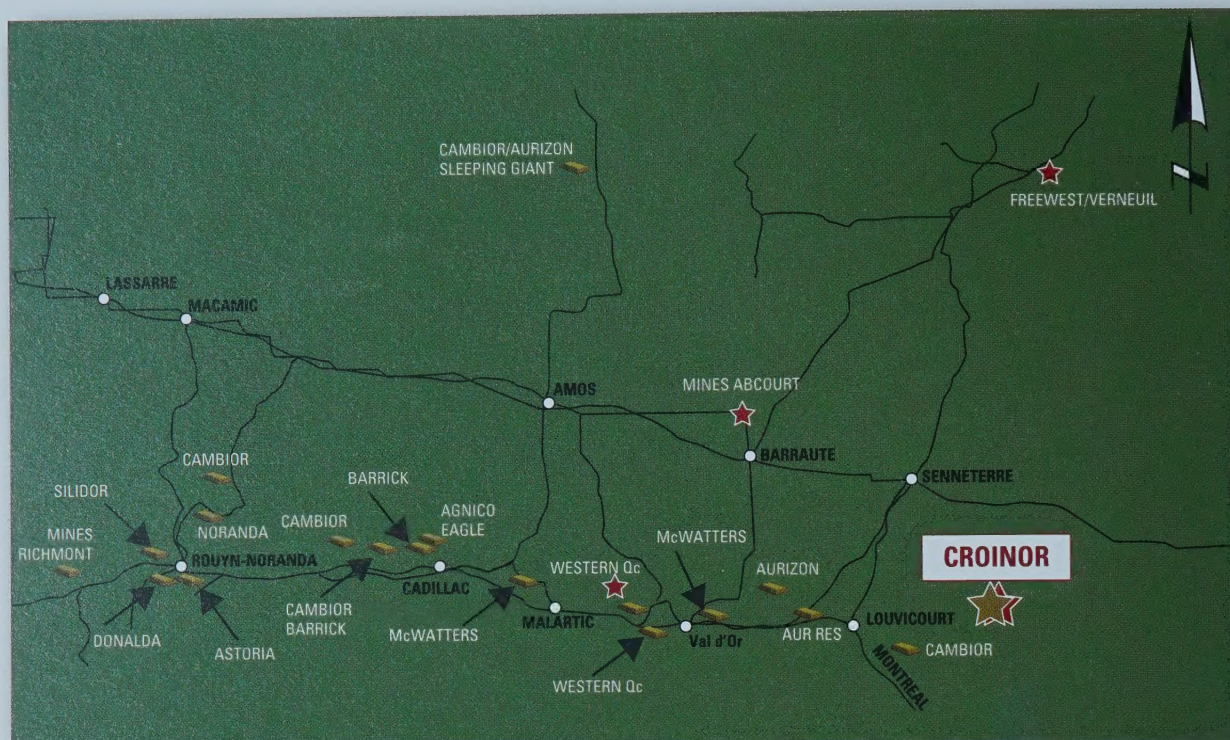 CAMBIOR/AURIZON
SLEEPING GIANT
FREEWEST/VERNEUIL
LASSARRE
MACAMIC
AMOS
MINES ABCOURT
BARRAUTE
SENNETERRE
CAMBIOR
SILIDOR
NORANDA
MINES
RICHMONT
ROUYN-NORANDA
DONALDA
ASTORIA
BARRICK
CAMBIOR
AGNICO
EAGLE
CAMBIOR
BARRICK
CADILLAC
McWATTERS
MALARTIC
WESTERN Qc
WESTERN Qc
McWATTERS
Val d'Or
AURIZON
AUR RES
LOUVICOURT
CAMBIOR
MONTREAL
CROINOR
N